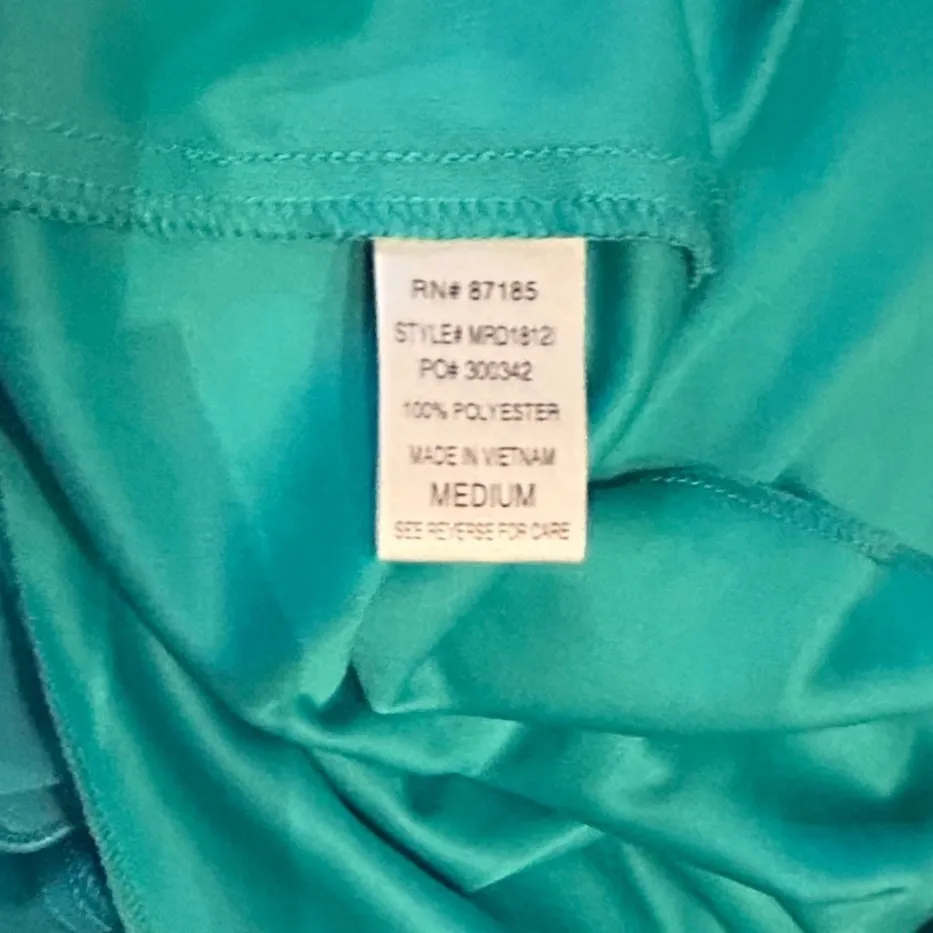 RN# 87185
STYLE# MRD1812I
PO# 300342
100% POLYESTER
MADE IN VIETNAM
MEDIUM
SEE REVERSE FOR CARE